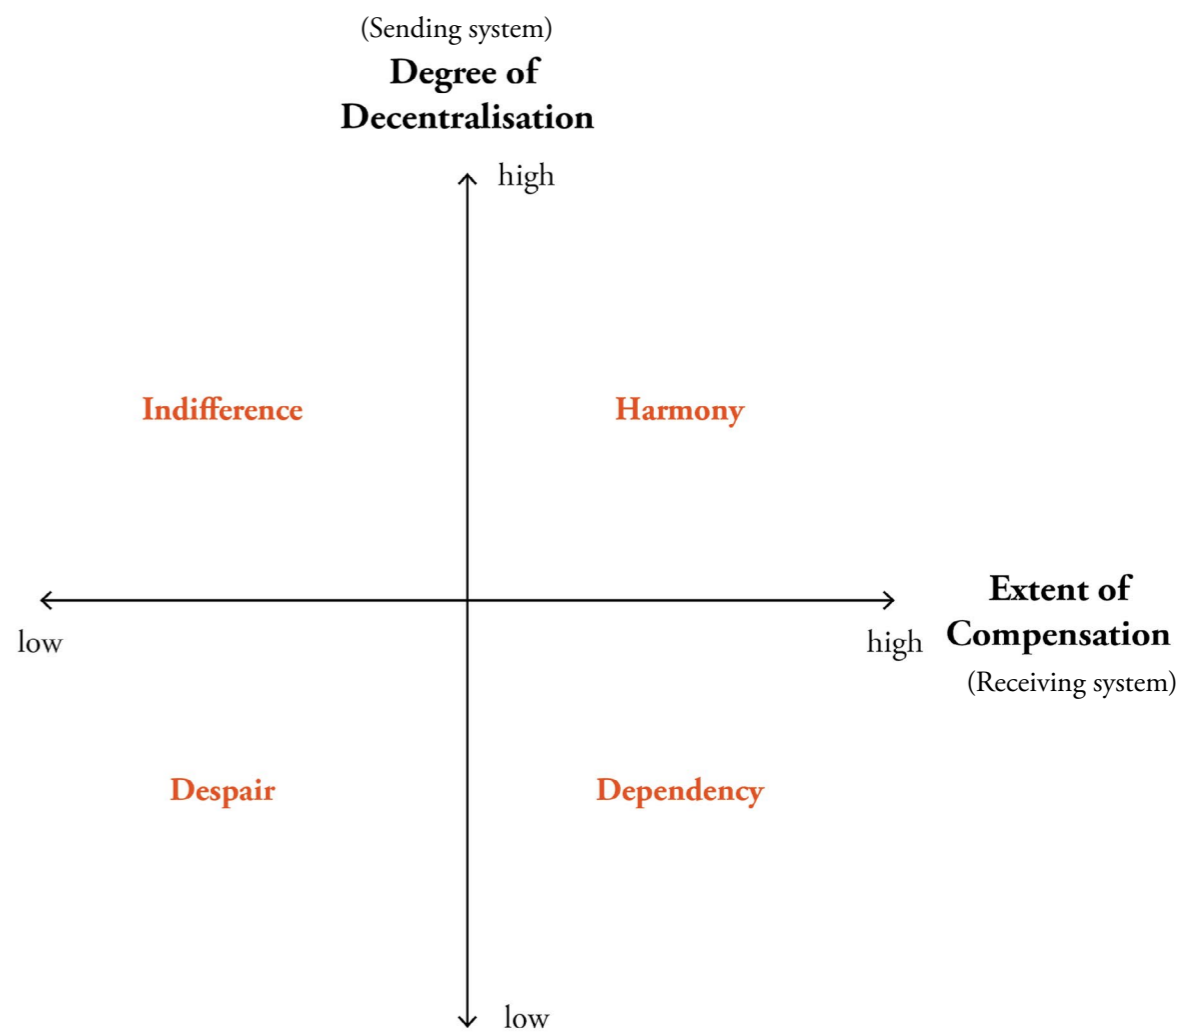 (Sending system)
Degree of
Decentralisation
high
Indifference
Harmony
Extent of
Compensation
(Receiving system)
low
high
Despair
Dependency
low